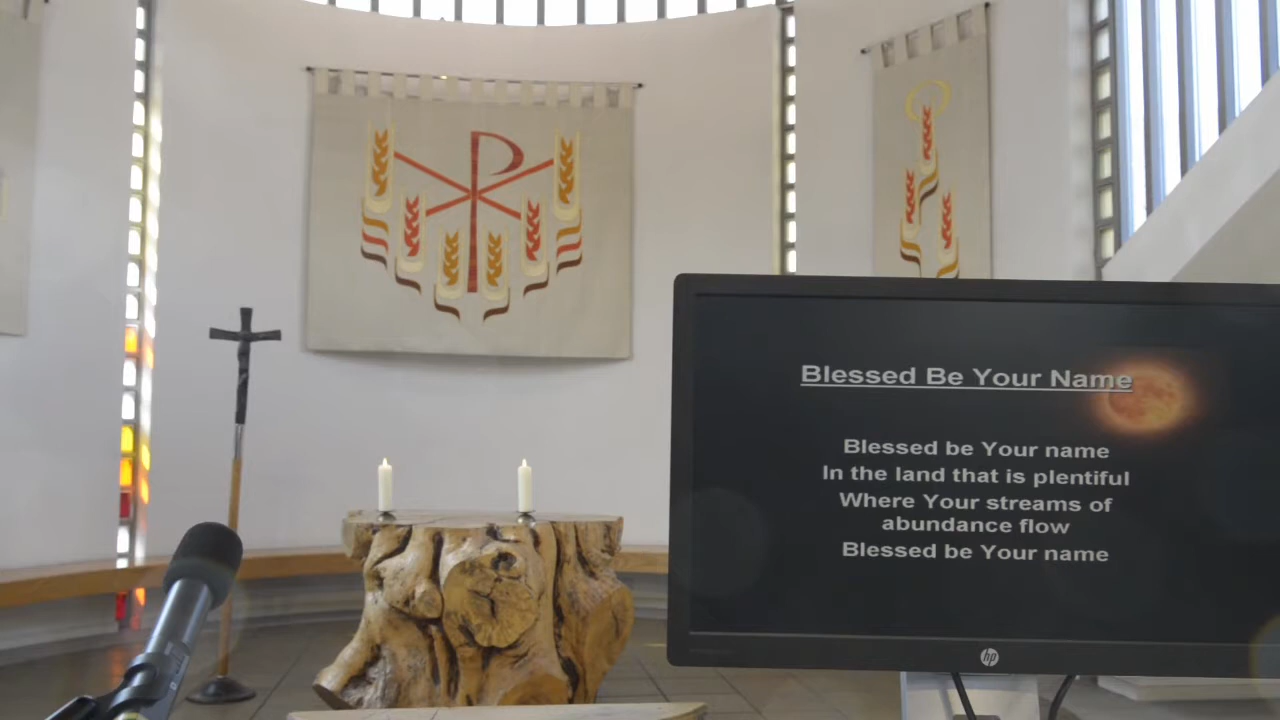 Blessed Be Your Name
Blessed be Your name
In the land that is plentiful
Where Your streams of
abundance flow
Blessed be Your name
hp